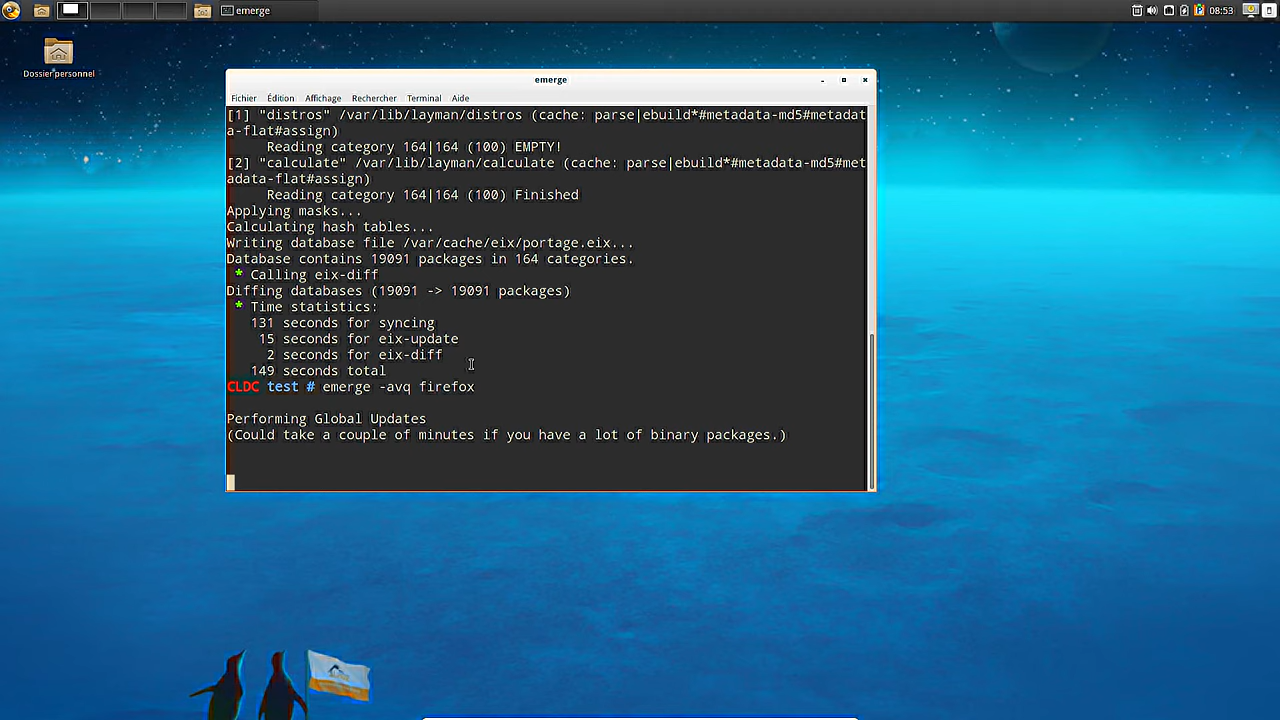 emerge
08:53
Dossier personnel
emerge
Fichier Édition Affichage Rechercher Terminal Aide
[1] "distros" /var/lib/layman/distros (cache: parse|ebuild*#metadata-md5#metadat
a-flat#assign)
Reading category 164|164 (100) EMPTY!
[2] "calculate" /var/lib/layman/calculate (cache: parse|ebuild*#metadata-md5#met
adata-flat#assign)
Reading category 164|164 (100) Finished
Applying masks...
Calculating hash tables...
Writing database file /var/cache/eix/portage.eix...
Database contains 19091 packages in 164 categories.
* Calling eix-diff
Diffing databases (19091 -> 19091 packages)
* Time statistics:
131 seconds for syncing
15 seconds for eix-update
2 seconds for eix-diff
149 seconds total
CLDC test # emerge -avq firefox
Performing Global Updates
(Could take a couple of minutes if you have a lot of binary packages.)